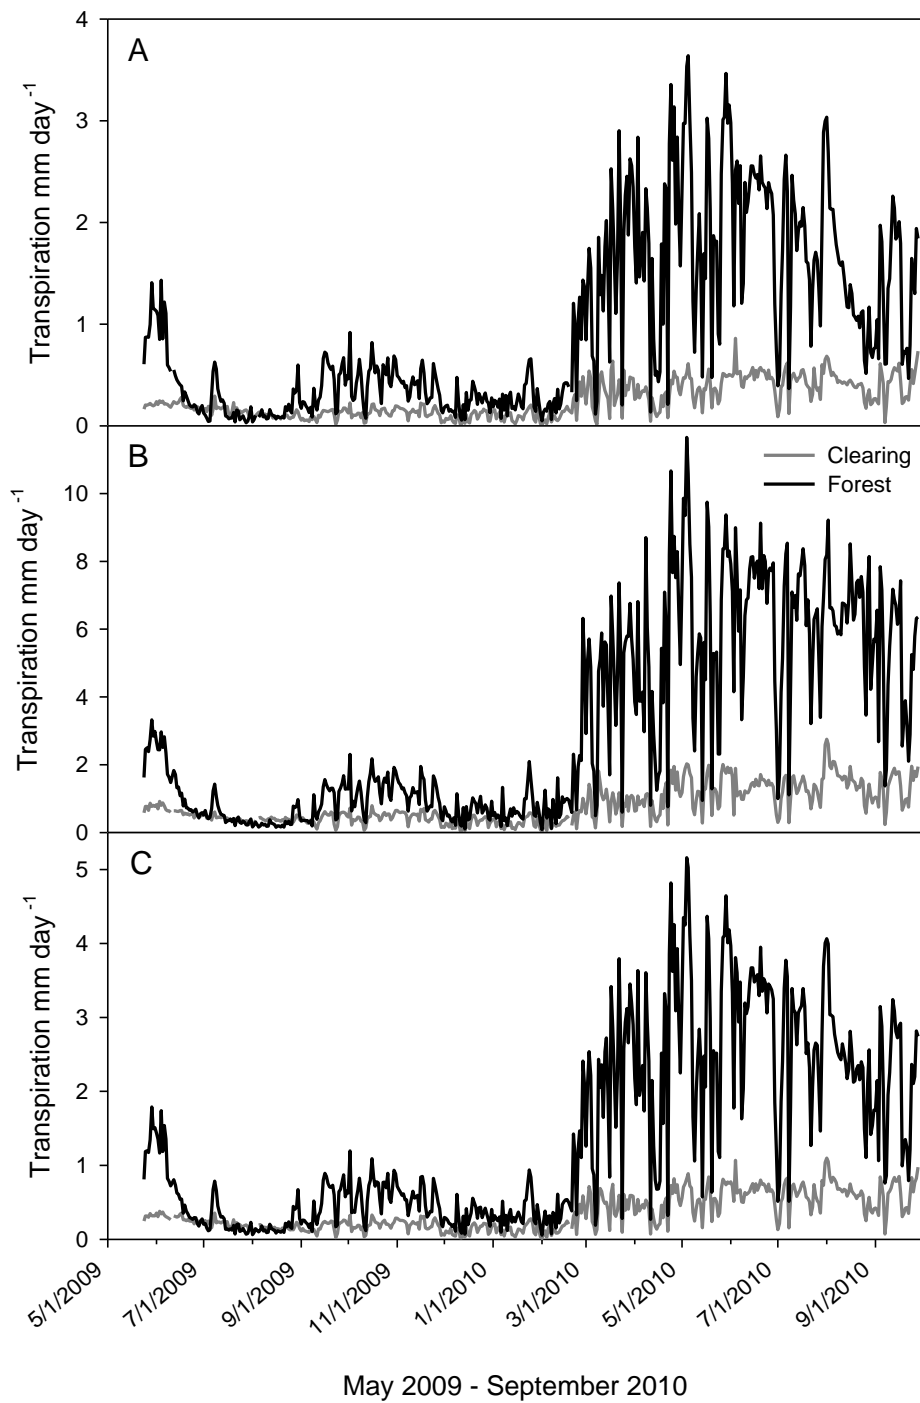 A
4
3
2
1
0
Transpiration mm day-1
B
Clearing
Forest
10
8
6
4
2
0
Transpiration mm day-1
C
5
4
3
2
1
0
Transpiration mm day-1
5/1/2009
7/1/2009
9/1/2009
11/1/2009
1/1/2010
3/1/2010
5/1/2010
7/1/2010
9/1/2010
May 2009 - September 2010